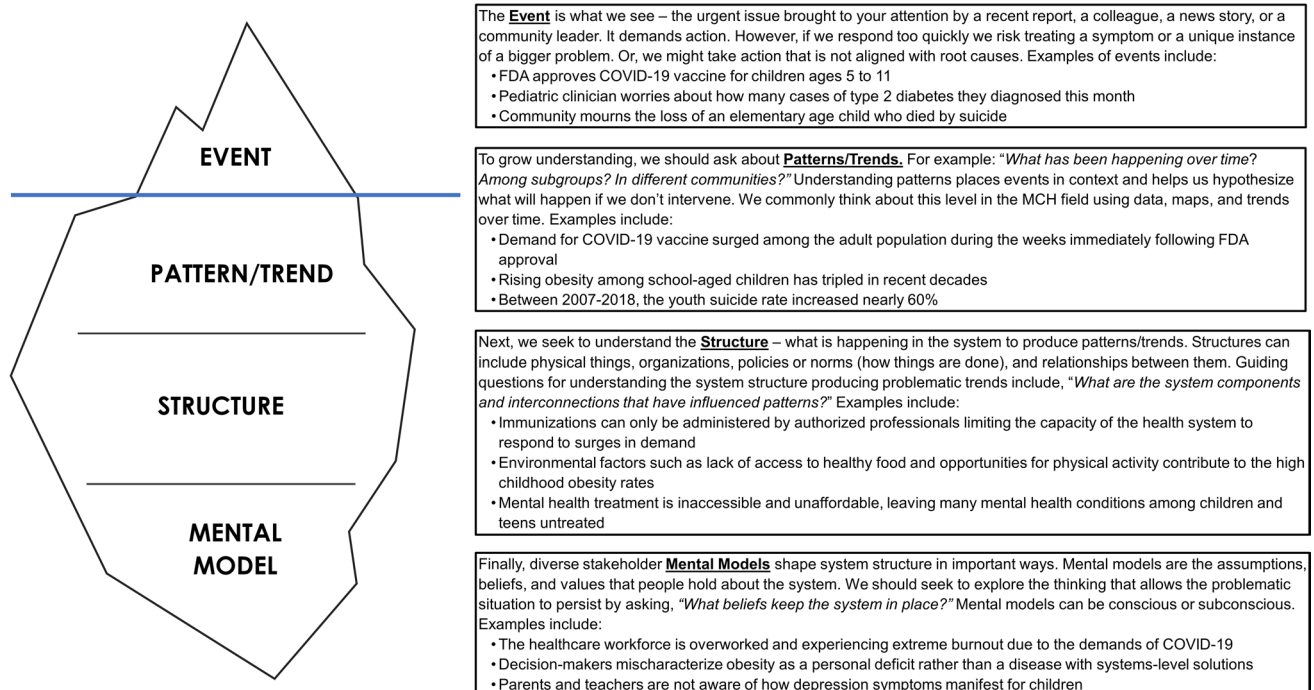 EVENT
PATTERN/TREND
STRUCTURE
MENTAL
MODEL
The Event is what we see – the urgent issue brought to your attention by a recent report, a colleague, a news story, or a
community leader. It demands action. However, if we respond too quickly we risk treating a symptom or a unique instance
of a bigger problem. Or, we might take action that is not aligned with root causes. Examples of events include:
• FDA approves COVID-19 vaccine for children ages 5 to 11
• Pediatric clinician worries about how many cases of type 2 diabetes they diagnosed this month
• Community mourns the loss of an elementary age child who died by suicide
To grow understanding, we should ask about Patterns/Trends. For example: “What has been happening over time?
Among subgroups? In different communities?” Understanding patterns places events in context and helps us hypothesize
what will happen if we don’t intervene. We commonly think about this level in the MCH field using data, maps, and trends
over time. Examples include:
• Demand for COVID-19 vaccine surged among the adult population during the weeks immediately following FDA
approval
• Rising obesity among school-aged children has tripled in recent decades
• Between 2007-2018, the youth suicide rate increased nearly 60%
Next, we seek to understand the Structure – what is happening in the system to produce patterns/trends. Structures can
include physical things, organizations, policies or norms (how things are done), and relationships between them. Guiding
questions for understanding the system structure producing problematic trends include, “What are the system components
and interconnections that have influenced patterns?” Examples include:
• Immunizations can only be administered by authorized professionals limiting the capacity of the health system to
respond to surges in demand
• Environmental factors such as lack of access to healthy food and opportunities for physical activity contribute to the high
childhood obesity rates
• Mental health treatment is inaccessible and unaffordable, leaving many mental health conditions among children and
teens untreated
Finally, diverse stakeholder Mental Models shape system structure in important ways. Mental models are the assumptions,
beliefs, and values that people hold about the system. We should seek to explore the thinking that allows the problematic
situation to persist by asking, “What beliefs keep the system in place?” Mental models can be conscious or subconscious.
Examples include:
• The healthcare workforce is overworked and experiencing extreme burnout due to the demands of COVID-19
• Decision-makers mischaracterize obesity as a personal deficit rather than a disease with systems-level solutions
• Parents and teachers are not aware of how depression symptoms manifest for children